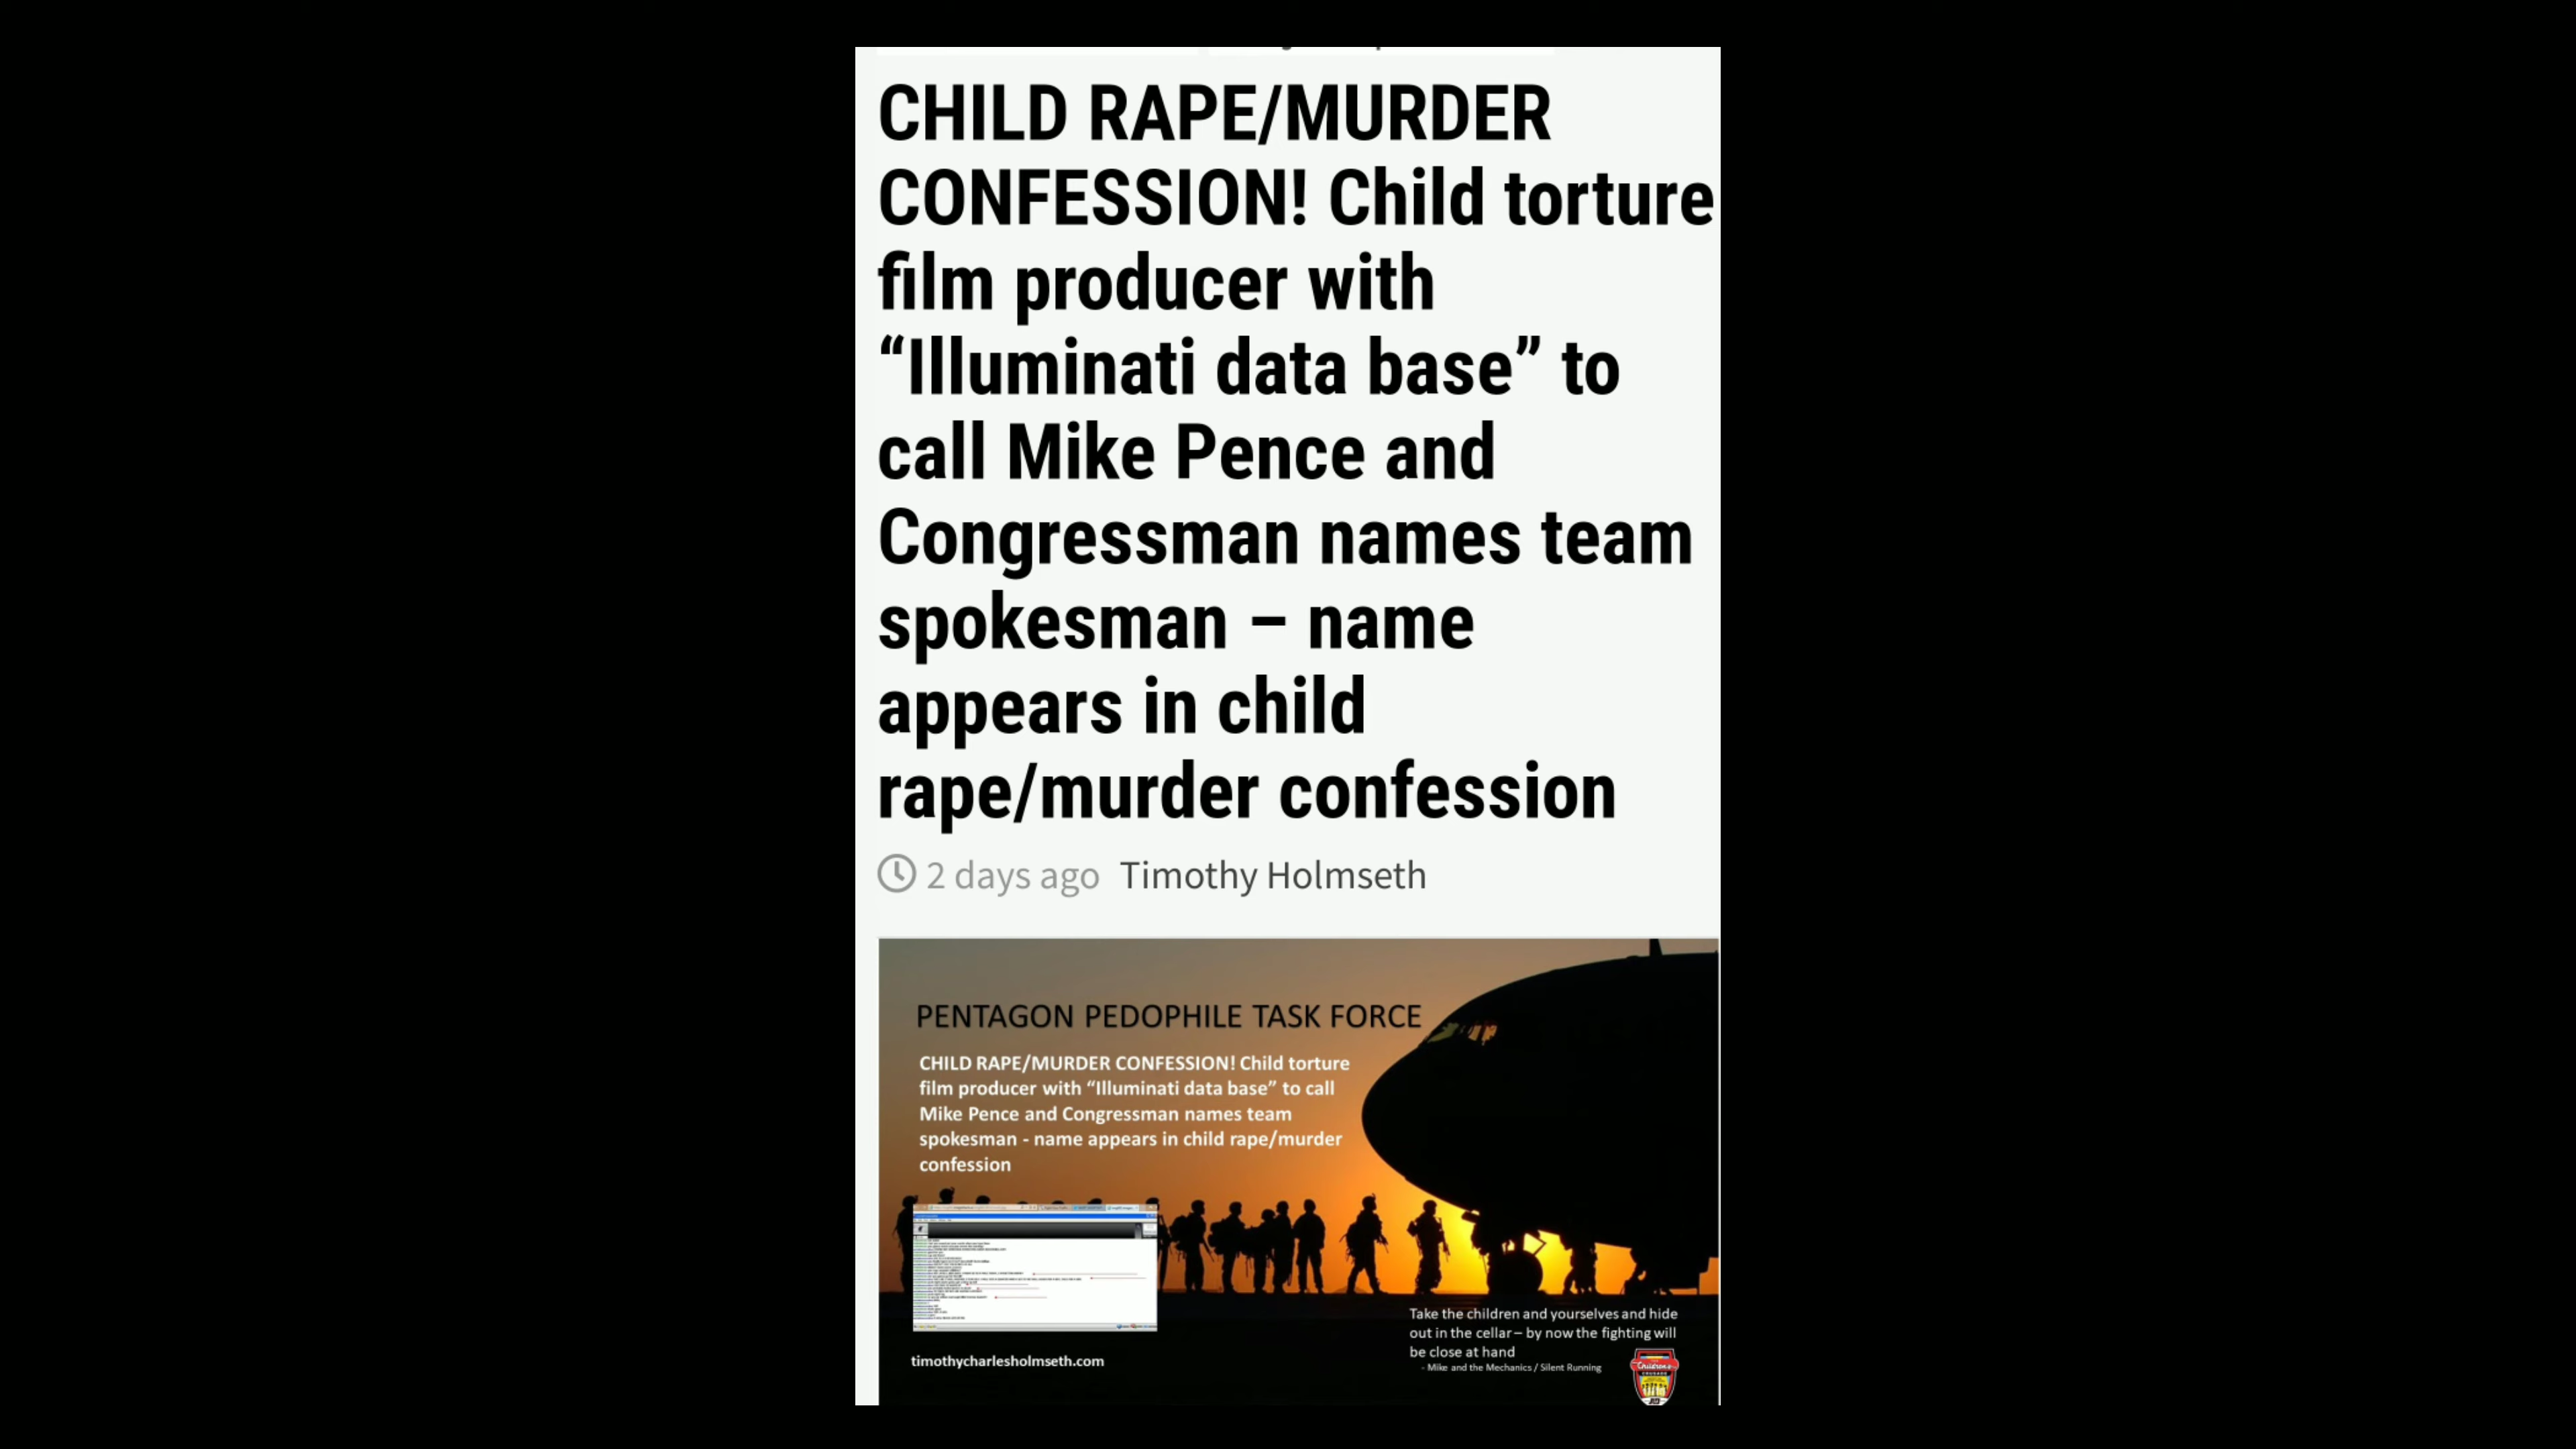 CHILD RAPE/MURDER
CONFESSION! Child torture
film producer with
“Illuminati data base” to
call Mike Pence and
Congressman names team
spokesman – name
appears in child
rape/murder confession
2 days ago Timothy Holmseth
PENTAGON PEDOPHILE TASK FORCE
CHILD RAPE/MURDER CONFESSION! Child torture
film producer with “Illuminati data base” to call
Mike Pence and Congressman names team
spokesman - name appears in child rape/murder
confession
Take the children and yourselves and hide
out in the cellar – by now the fighting will
be close at hand
- Mike and the Mechanics / Silent Running
timothycharlesholmseth.com
Children's
CRUSADE